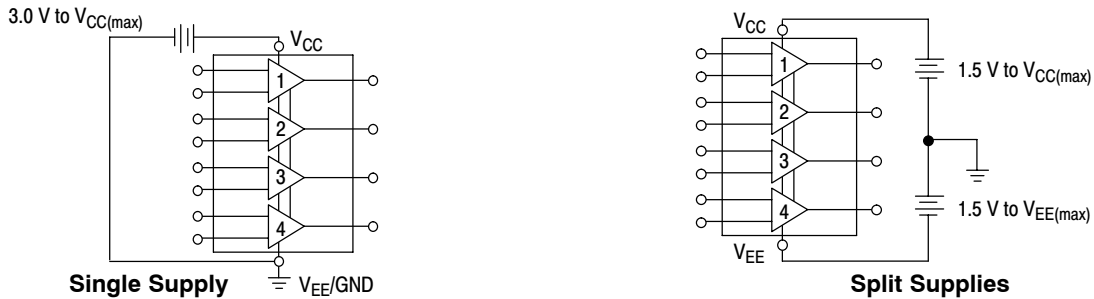 3.0 V to VCC(max)
VCC
1
2
3
4
VEE/GND
Single Supply
VCC
1
2
3
4
VEE
1.5 V to VCC(max)
1.5 V to VEE(max)
Split Supplies